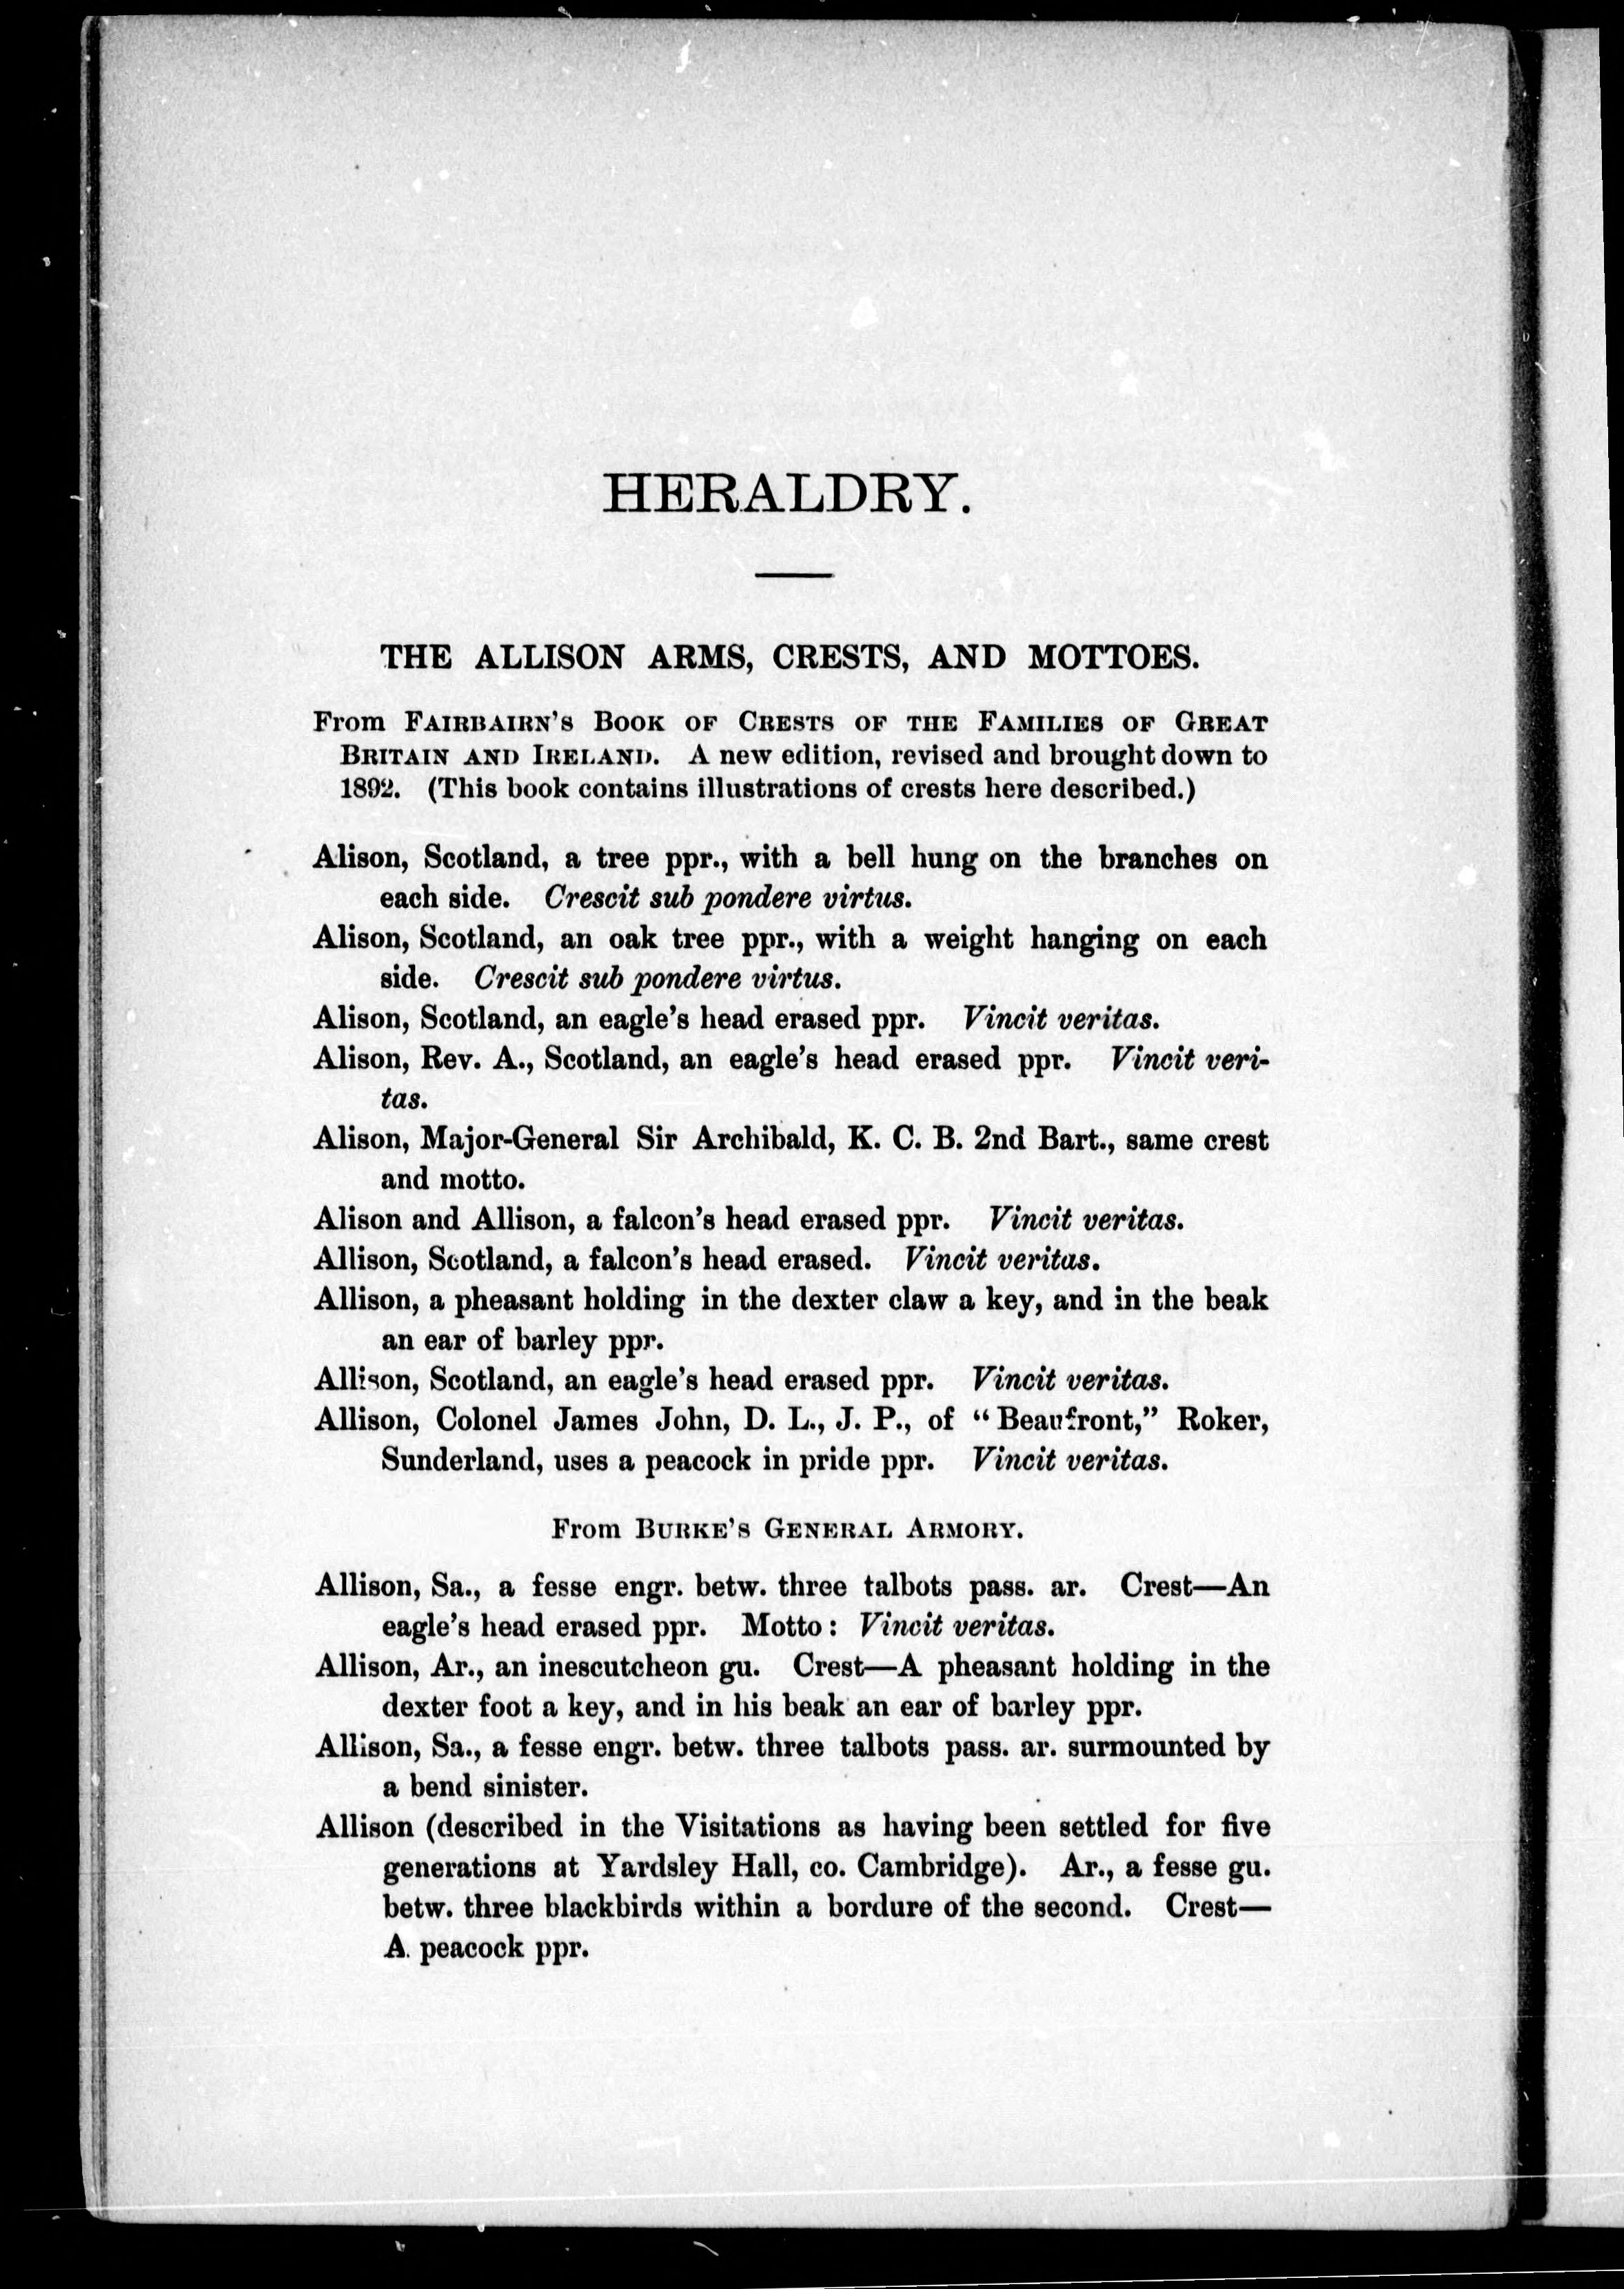 HERALDRY.
THE ALLISON ARMS, CRESTS, AND MOTTOES.
From FAIRBAIRN'S BOOK OF CRESTS OF THE FAMILIES OF GREAT
BRITAIN AND IRELAND. A new edition, revised and brought down to
1892. (This book contains illustrations of crests here described.)
Alison, Scotland, a tree ppr., with a bell hung on the branches on
each side. Crescit sub pondere virtus.
Alison, Scotland, an oak tree ppr., with a weight hanging on each
side. Crescit sub pondere virtus.
Alison, Scotland, an eagle's head erased ppr. Vincit veritas.
Alison, Rev. A., Scotland, an eagle's head erased ppr. Vincit veri-
tas.
Alison, Major-General Sir Archibald, K. C. B. 2nd Bart., same crest
and motto.
Alison and Allison, a falcon's head erased ppr. Vincit veritas.
Allison, Scotland, a falcon's head erased. Vincit veritas.
Allison, a pheasant holding in the dexter claw a key, and in the beak
an ear of barley ppr.
Allison, Scotland, an eagle's head erased ppr. Vincit veritas.
Allison, Colonel James John, D. L., J. P., of "Beaufront," Roker,
Sunderland, uses a peacock in pride ppr. Vincit veritas.
From BURKE'S GENERAL ARMORY.
Allison, Sa., a fesse engr. betw. three talbots pass. ar. Crest—An
eagle's head erased ppr. Motto: Vincit veritas.
Allison, Ar., an inescutcheon gu. Crest—A pheasant holding in the
dexter foot a key, and in his beak an ear of barley ppr.
Allison, Sa., a fesse engr. betw. three talbots pass. ar. surmounted by
a bend sinister.
Allison (described in the Visitations as having been settled for five
generations at Yardsley Hall, co. Cambridge). Ar., a fesse gu.
betw. three blackbirds within a bordure of the second. Crest—
A peacock ppr.